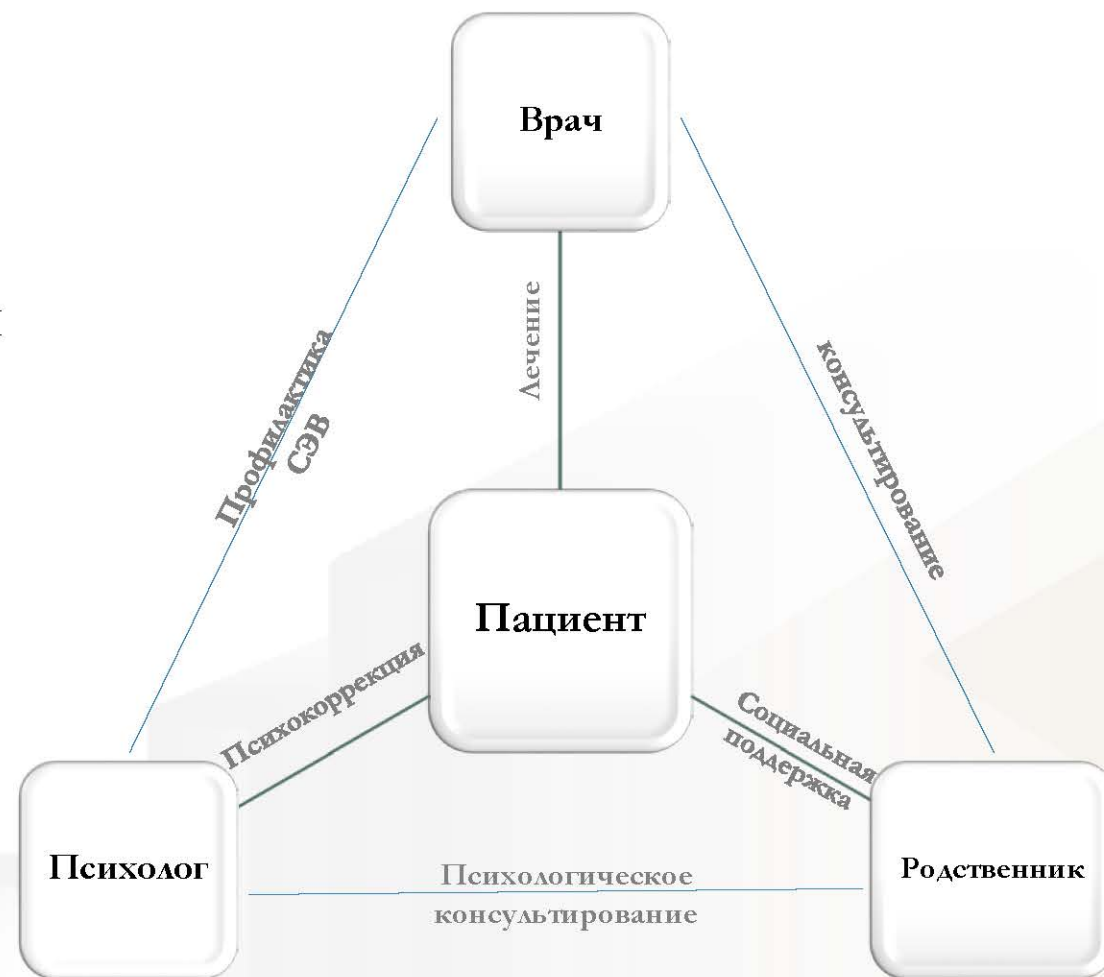 Врач
Лечение
Профилактика
СЭВ
консультирование
Пациент
Психокоррекция
Социальная
поддержка
Психолог
Психологическое
консультирование
Родственник